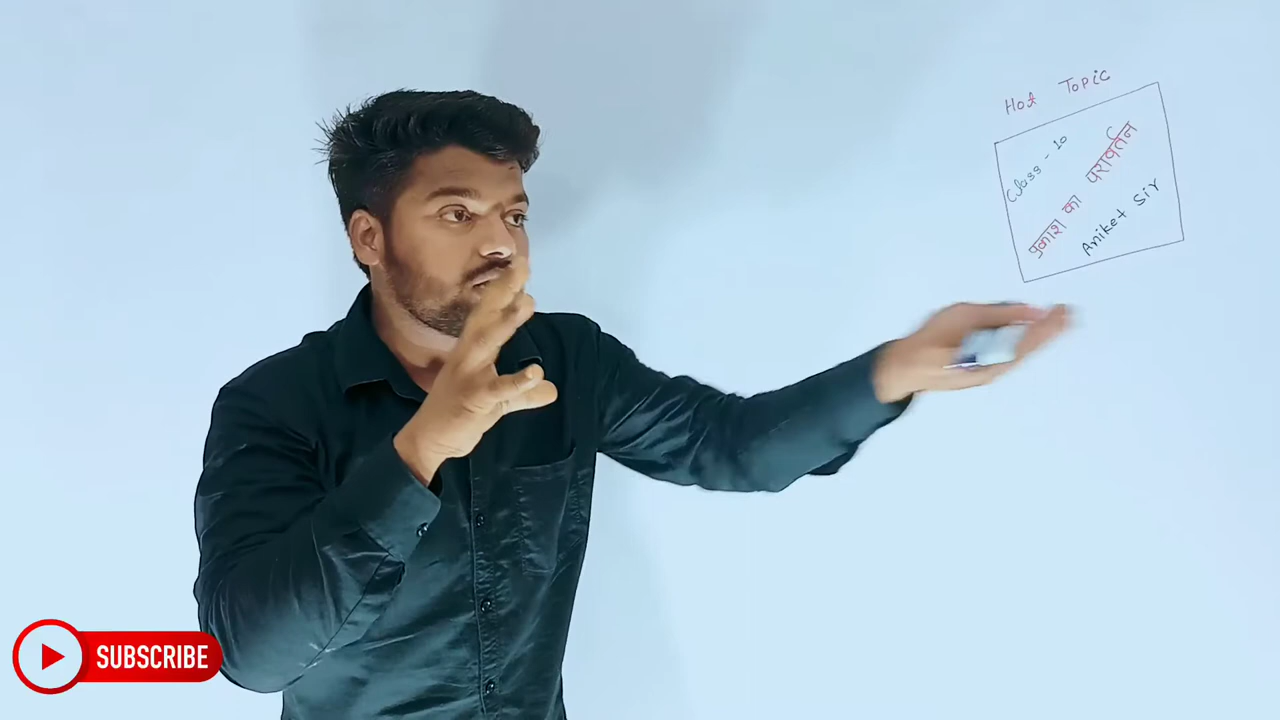 Hot Topic
Class - 10
प्रकाश का परावर्तन
Aniket Sir
SUBSCRIBE